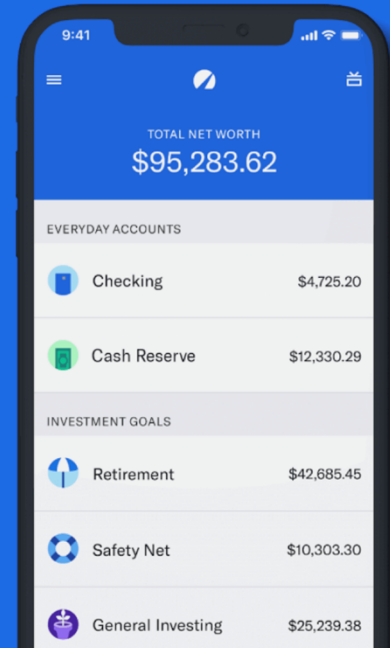 9:41
TOTAL NET WORTH
$95,283.62
EVERYDAY ACCOUNTS
Checking $4,725.20
Cash Reserve $12,330.29
INVESTMENT GOALS
Retirement $42,685.45
Safety Net $10,303.30
General Investing $25,239.38